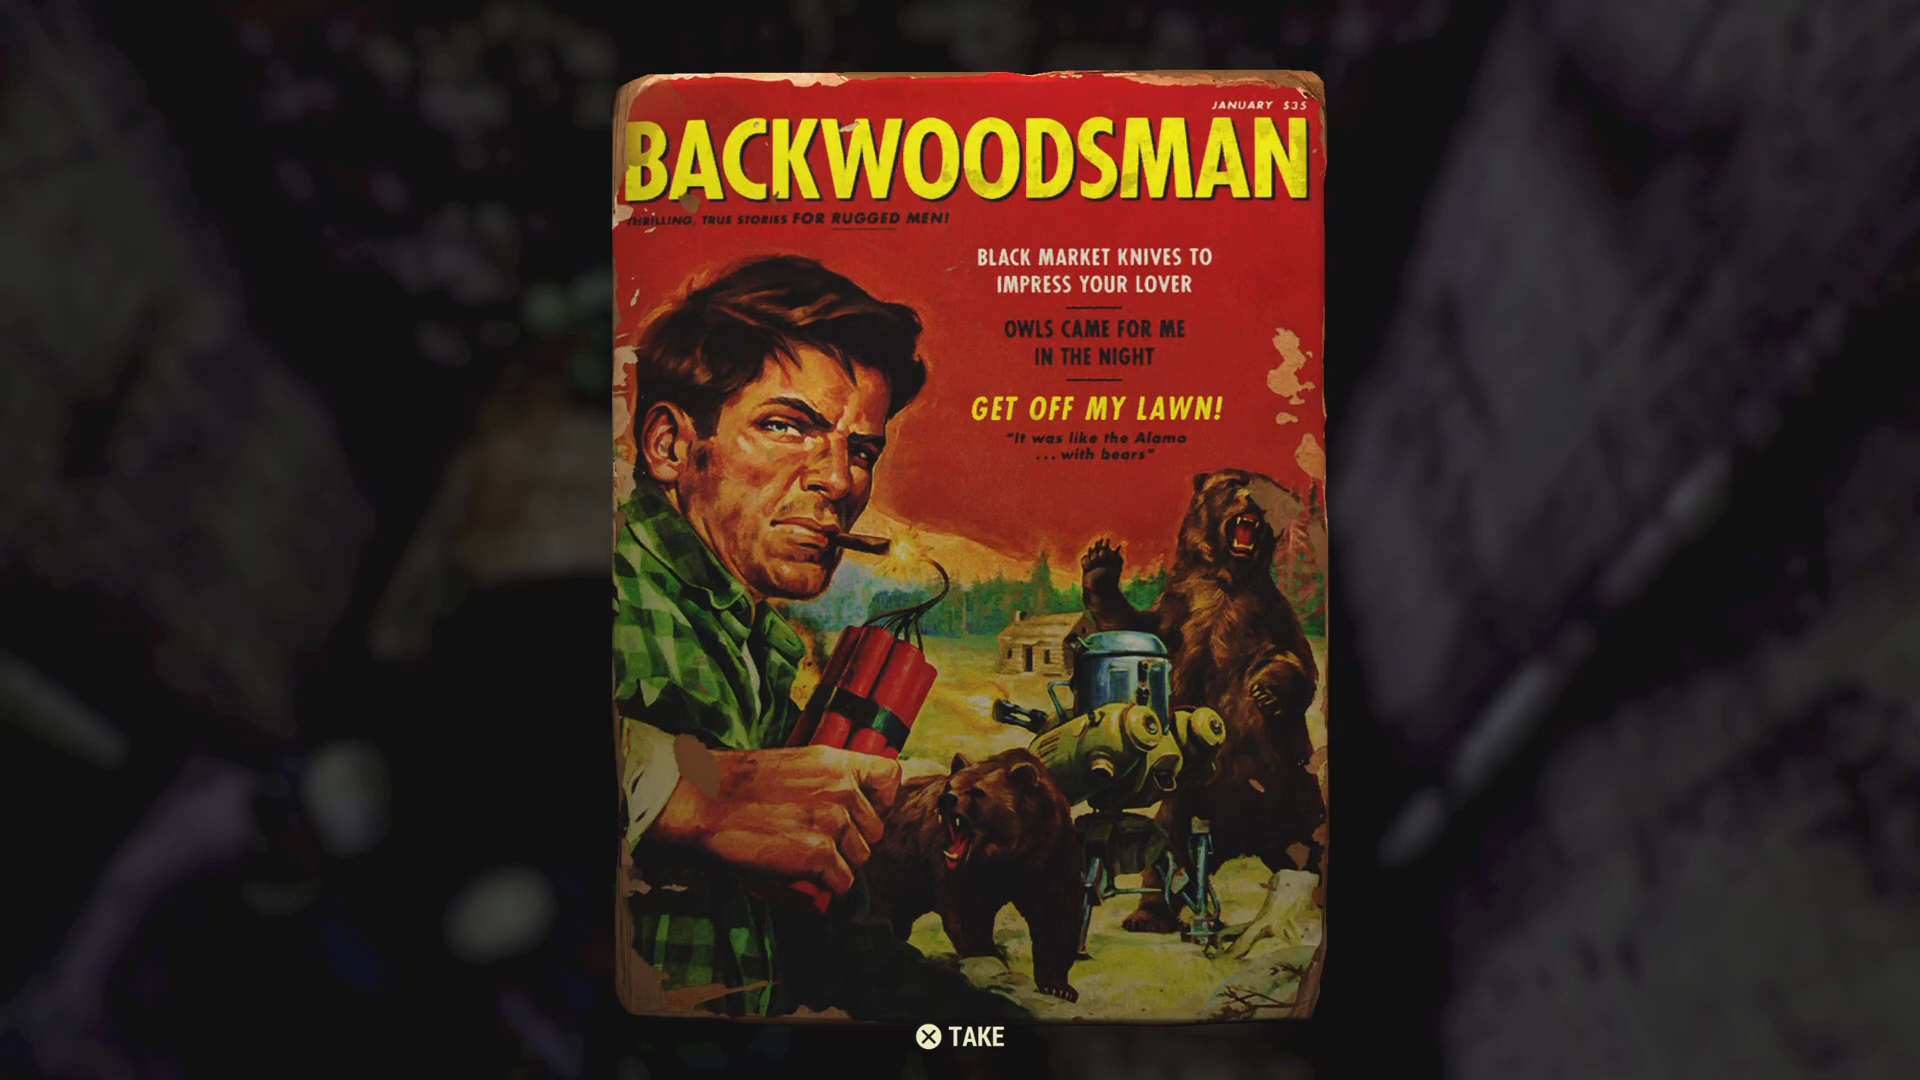 JANUARY $35
BACKWOODSMAN
THRILLING, TRUE STORIES FOR RUGGED MEN!
BLACK MARKET KNIVES TO
IMPRESS YOUR LOVER
OWLS CAME FOR ME
IN THE NIGHT
GET OFF MY LAWN!
"It was like the Alamo
...with bears"
TAKE